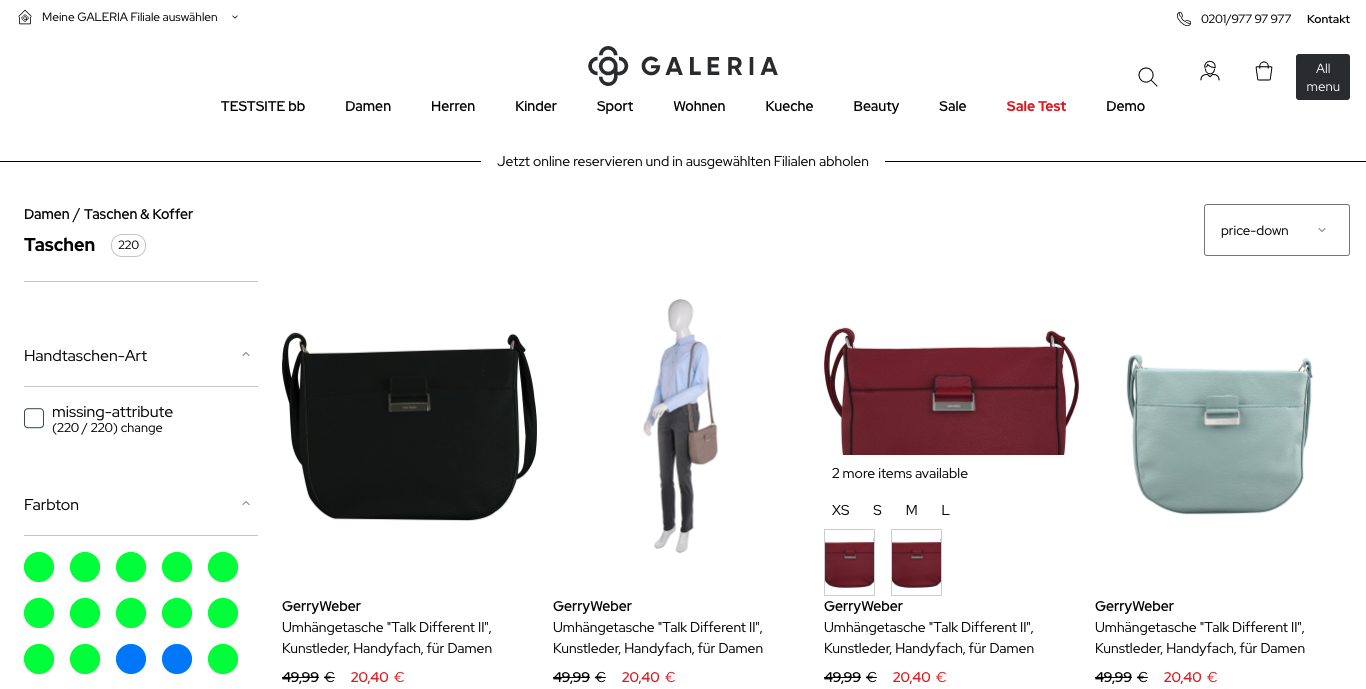 Meine GALERIA Filiale auswählen
0201/977 97 977 Kontakt
GALERIA
All
menu
TESTSITE bb Damen Herren Kinder Sport Wohnen Kueche Beauty Sale Sale Test Demo
Jetzt online reservieren und in ausgewählten Filialen abholen
Damen / Taschen & Koffer
Taschen 220
price-down
Handtaschen-Art
missing-attribute
(220 / 220) change
Farbton
2 more items available
XS S M L
GerryWeber
Umhängetasche "Talk Different II",
Kunstleder, Handyfach, für Damen
49,99 € 20,40 €
GerryWeber
Umhängetasche "Talk Different II",
Kunstleder, Handyfach, für Damen
49,99 € 20,40 €
GerryWeber
Umhängetasche "Talk Different II",
Kunstleder, Handyfach, für Damen
49,99 € 20,40 €
GerryWeber
Umhängetasche "Talk Different II",
Kunstleder, Handyfach, für Damen
49,99 € 20,40 €